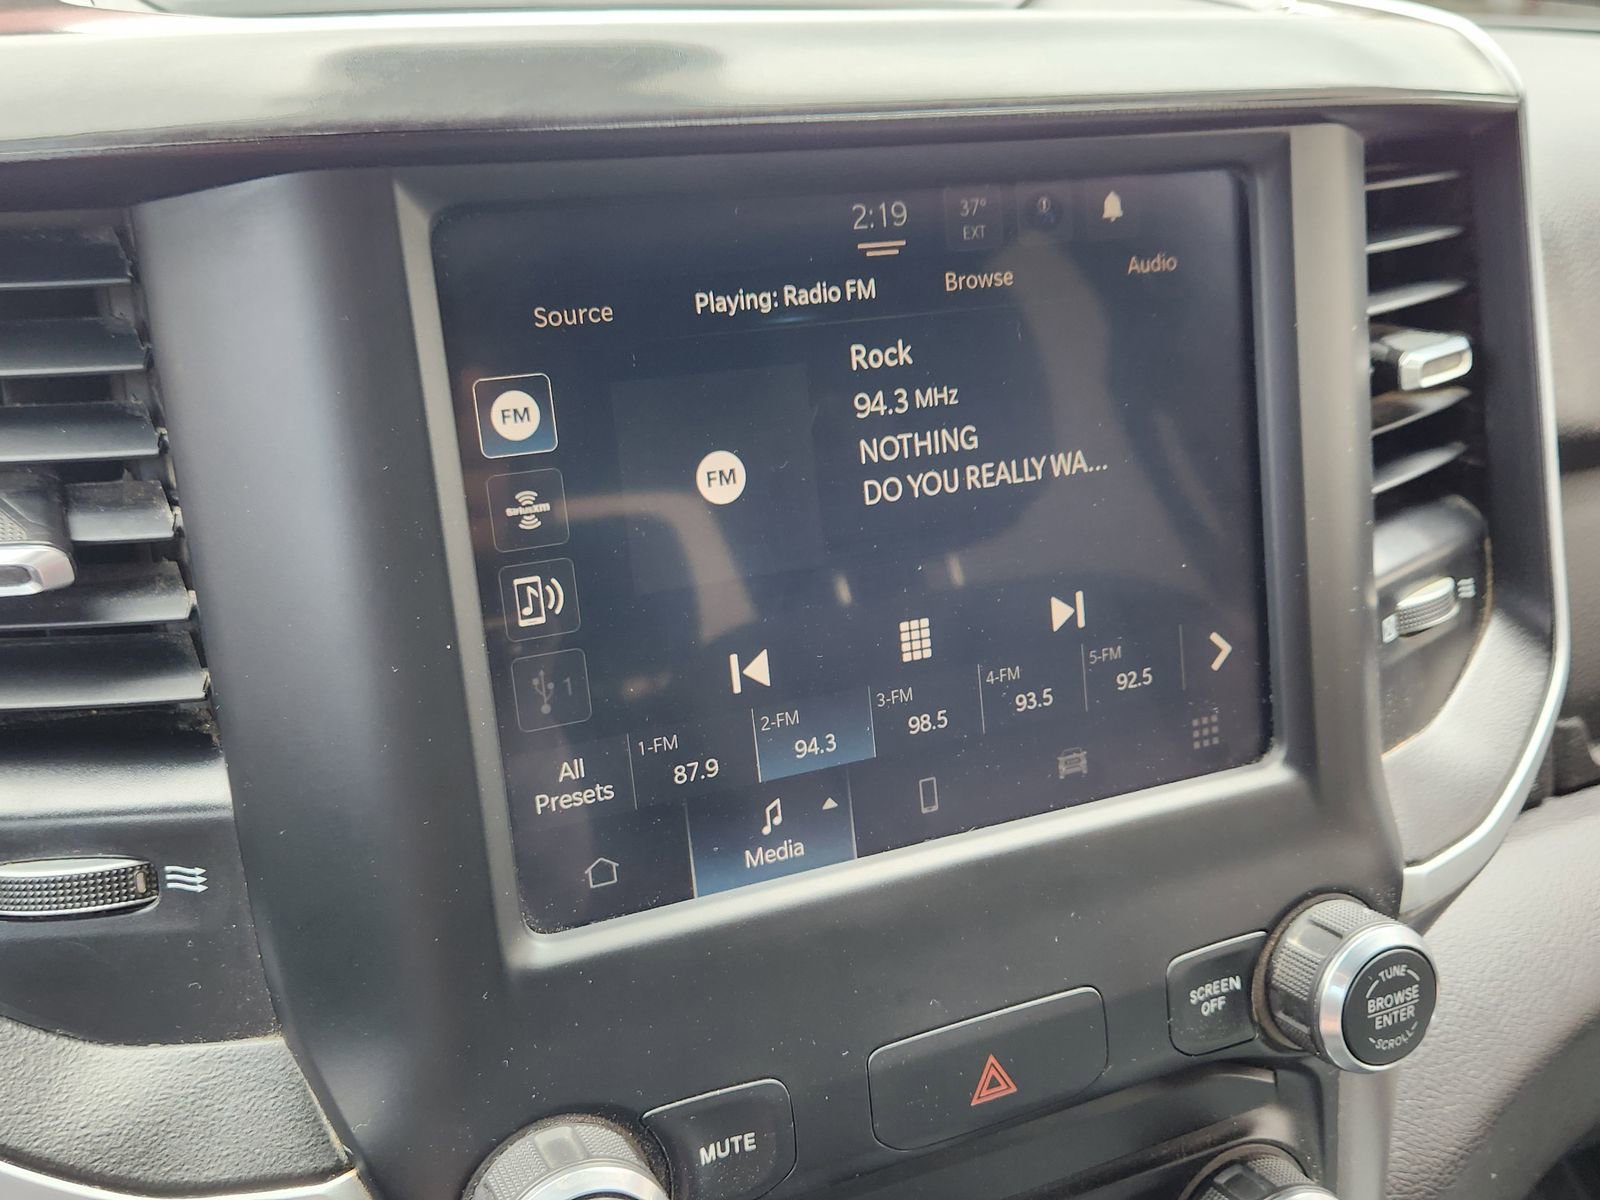 2:19
37°
EXT
Source
Playing: Radio FM
Browse
Audio
Rock
94.3 MHz
NOTHING
DO YOU REALLY WA...
FM
FM
SiriusXM
1
All
Presets
1-FM
87.9
2-FM
94.3
3-FM
98.5
4-FM
93.5
5-FM
92.5
Media
SCREEN
OFF
TUNE
BROWSE
ENTER
SCROLL
MUTE